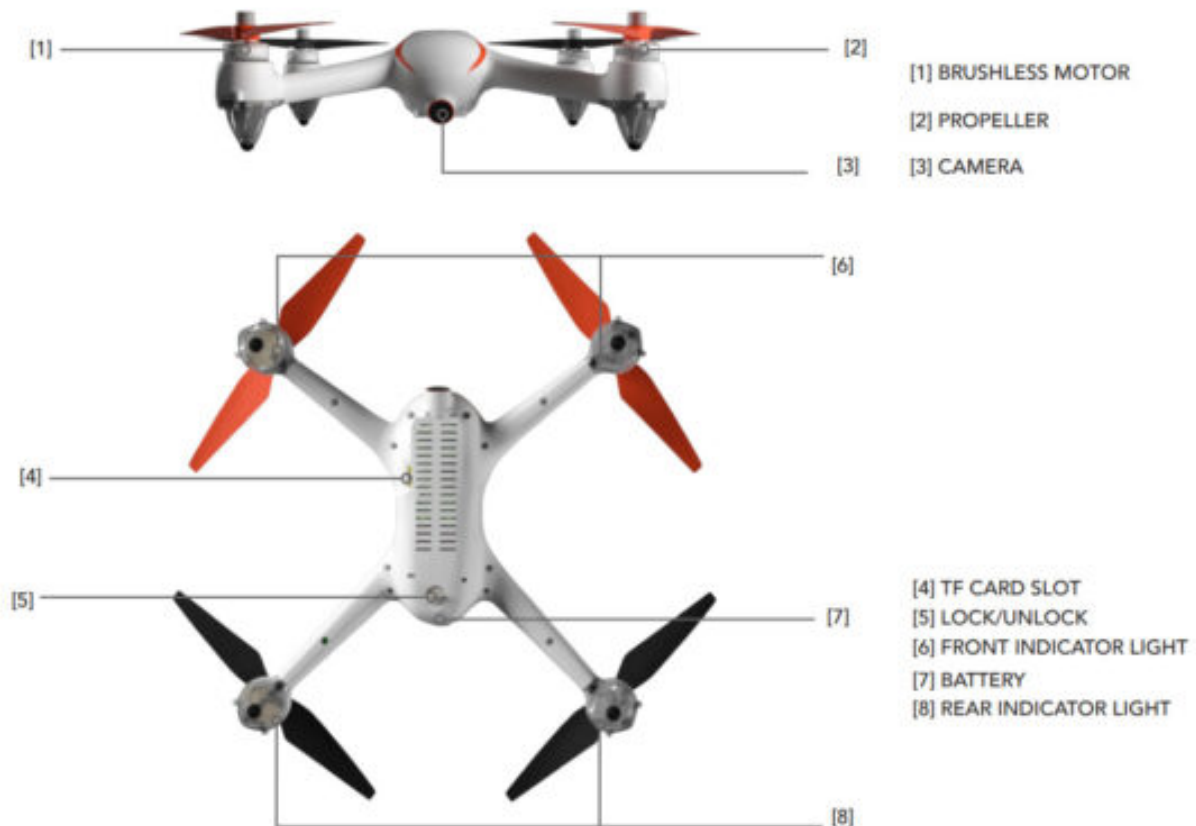 [1]
[2]
[1] BRUSHLESS MOTOR
[2] PROPELLER
[3]
[3] CAMERA
[6]
[4]
[5]
[7]
[4] TF CARD SLOT
[5] LOCK/UNLOCK
[6] FRONT INDICATOR LIGHT
[7] BATTERY
[8] REAR INDICATOR LIGHT
[8]